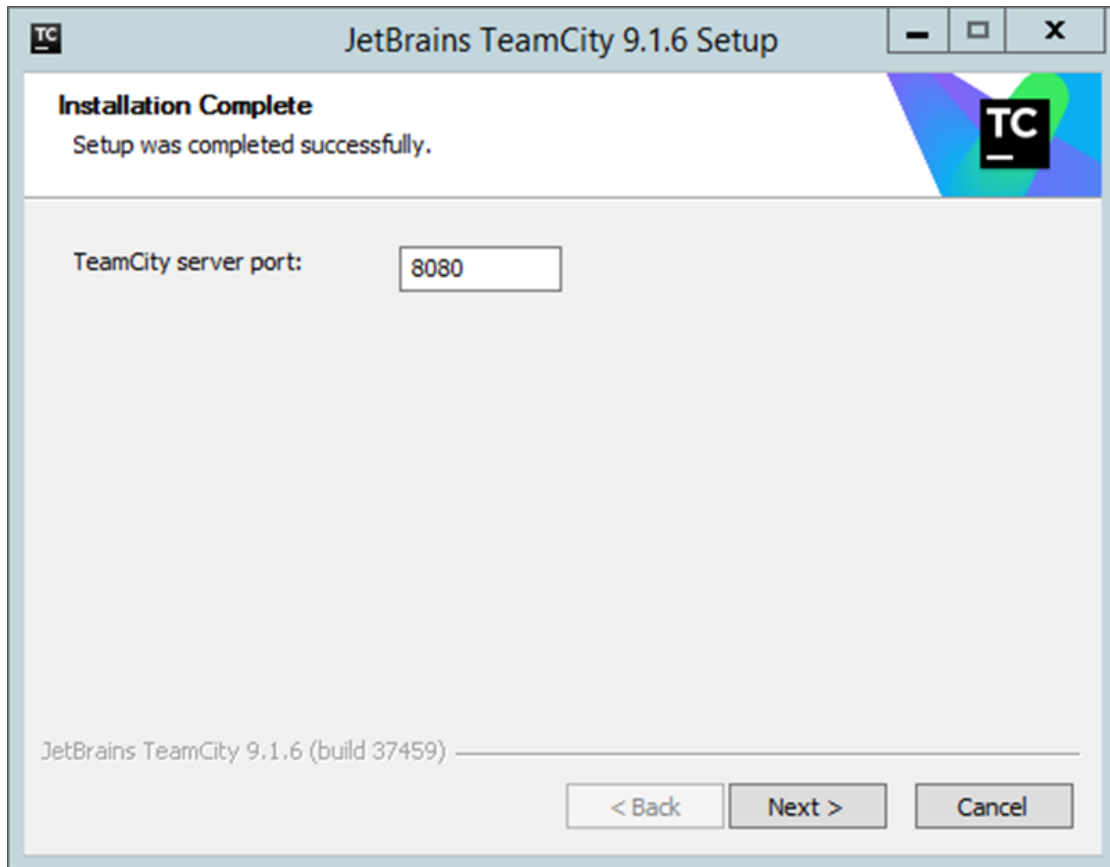 TC
JetBrains TeamCity 9.1.6 Setup
Installation Complete
Setup was completed successfully.
TC
TeamCity server port:
8080
JetBrains TeamCity 9.1.6 (build 37459)
< Back
Next >
Cancel